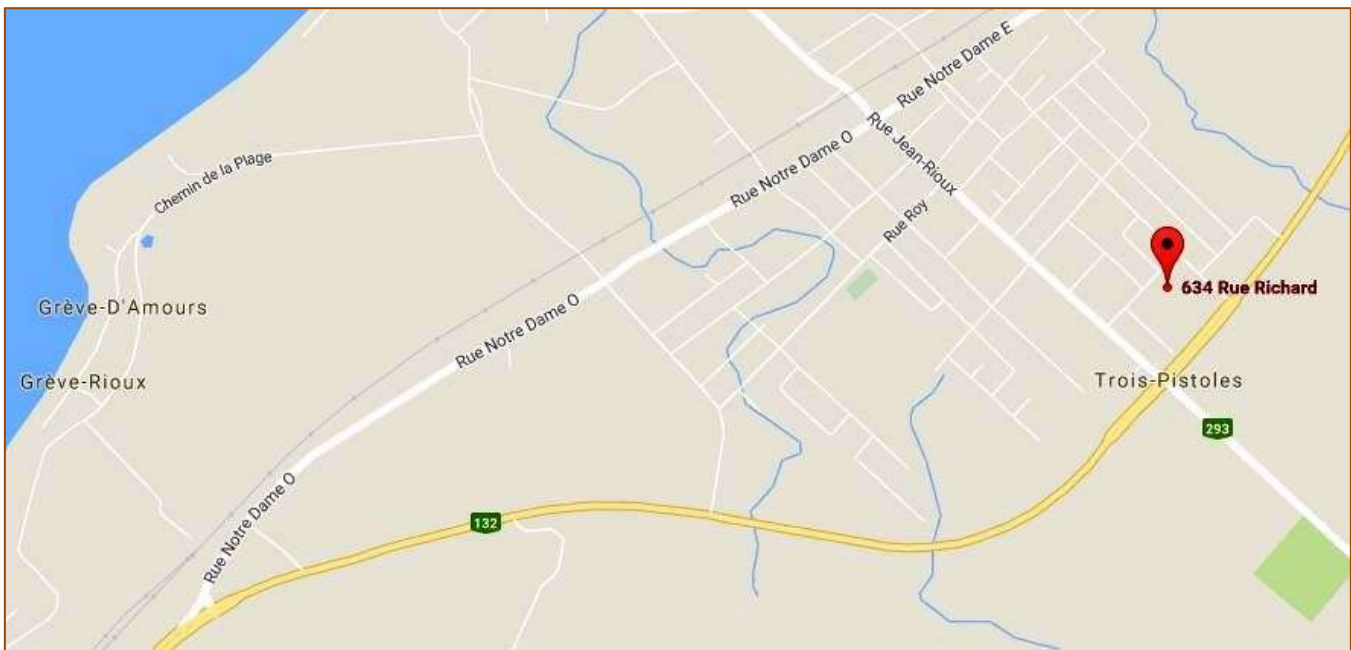 Rue Notre Dame E
Rue Jean-Rioux
Rue Notre Dame O
Chemin de la Plage
Rue Roy
634 Rue Richard
Grève-D'Amours
Rue Notre Dame O
Grève-Rioux
Trois-Pistoles
293
Rue Notre Dame O
132